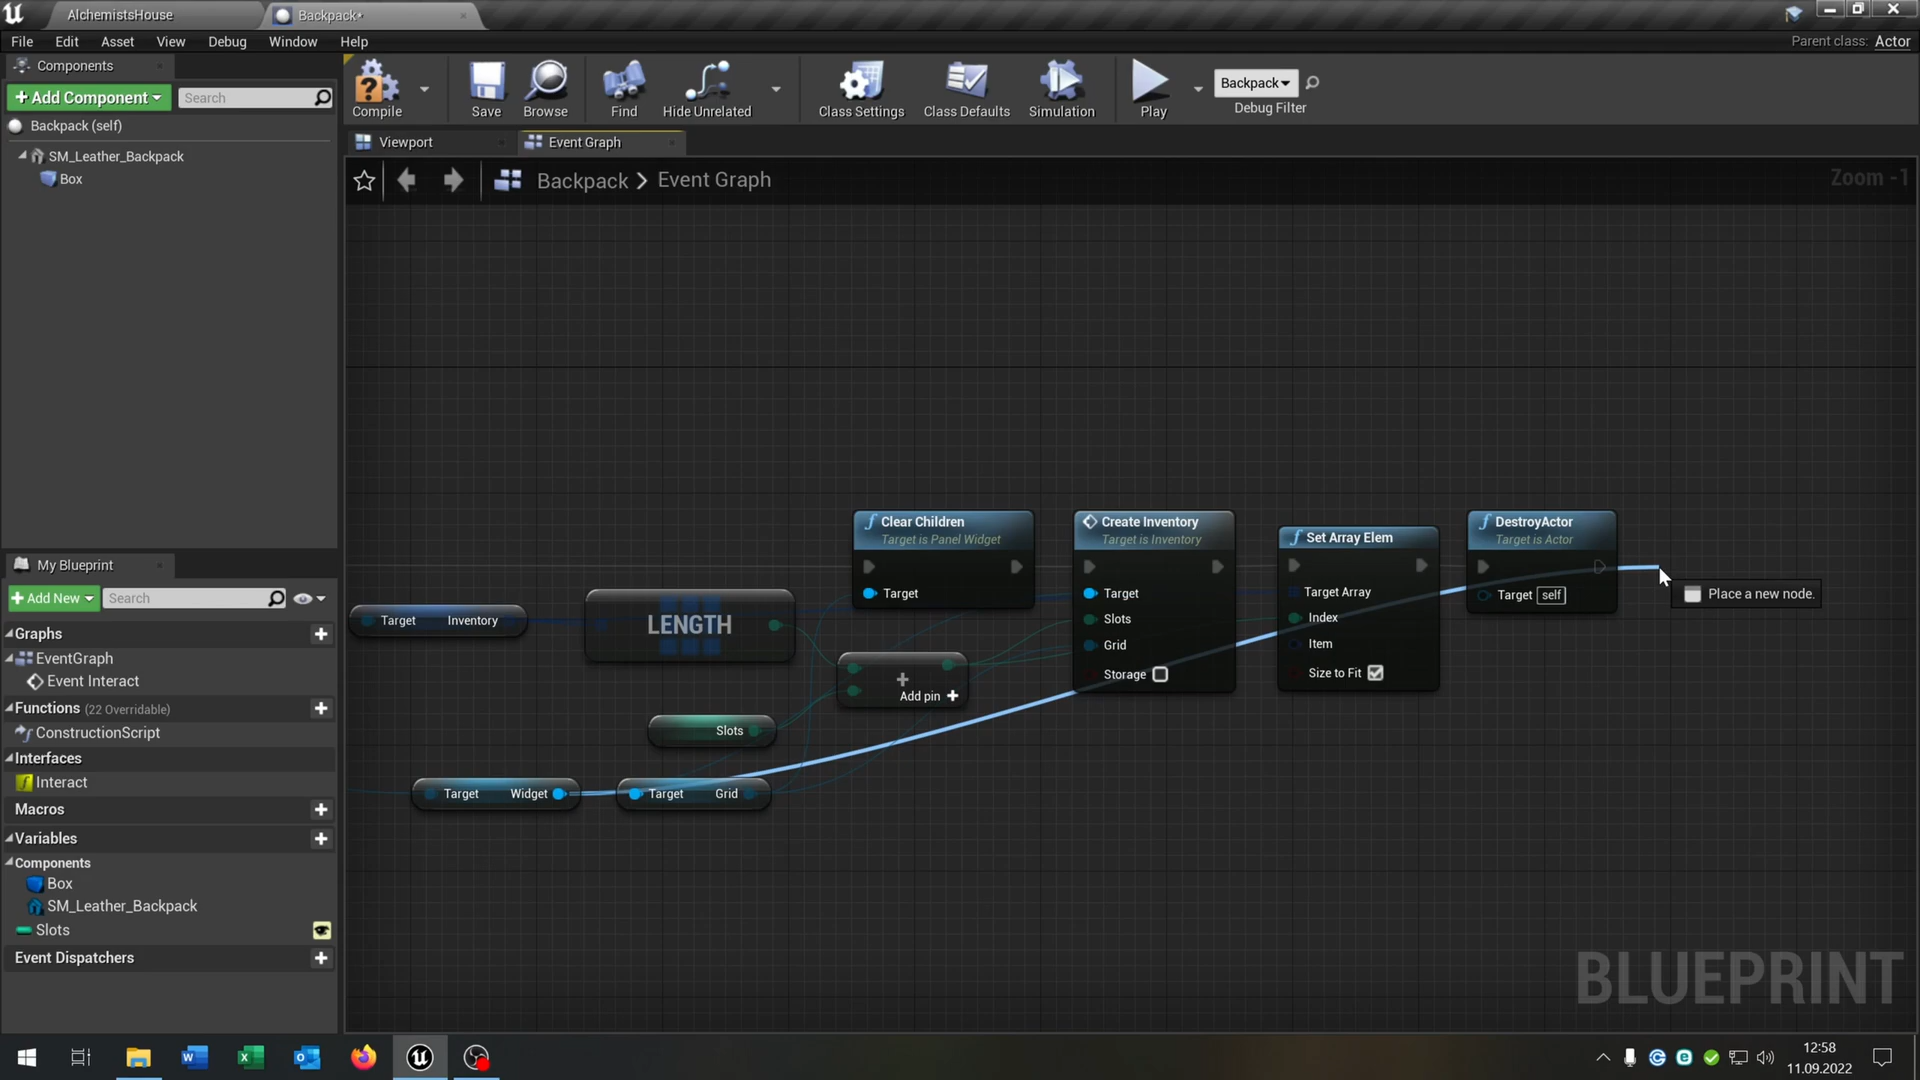 AlchemistsHouse
Backpack*
File Edit Asset View Debug Window Help
Parent class: Actor
Components
Add Component
Search
Backpack (self)
SM_Leather_Backpack
Box
Compile
Save
Browse
Find
Hide Unrelated
Class Settings
Class Defaults
Simulation
Play
Backpack
Debug Filter
Viewport
Event Graph
Backpack > Event Graph
Zoom -1
Clear Children
Target is Panel Widget
Target
Create Inventory
Target is Inventory
Target
Slots
Grid
Storage
Set Array Elem
Target Array
Index
Item
Size to Fit
DestroyActor
Target is Actor
Target self
Place a new node.
Target Inventory
LENGTH
+
Add pin +
Slots
Target Widget
Target Grid
BLUEPRINT
My Blueprint
Add New
Search
Graphs
EventGraph
Event Interact
Functions (22 Overridable)
ConstructionScript
Interfaces
Interact
Macros
Variables
Components
Box
SM_Leather_Backpack
Slots
Event Dispatchers
12:58
11.09.2022